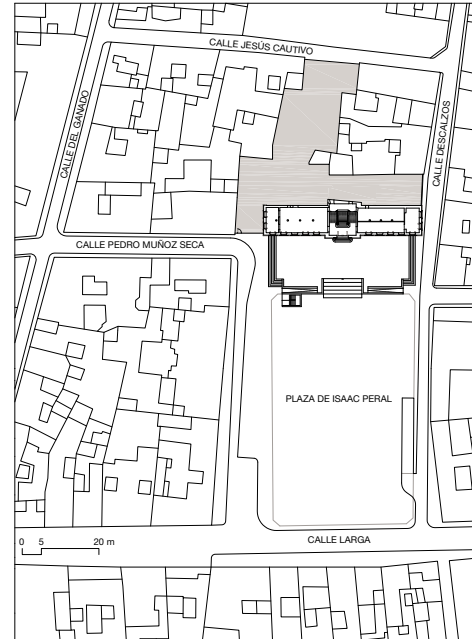 CALLE JESÚS CAUTIVO
CALLE DEL GANADO
CALLE DESCALZOS
CALLE PEDRO MUÑOZ SECA
PLAZA DE ISAAC PERAL
CALLE LARGA
0 5 20 m